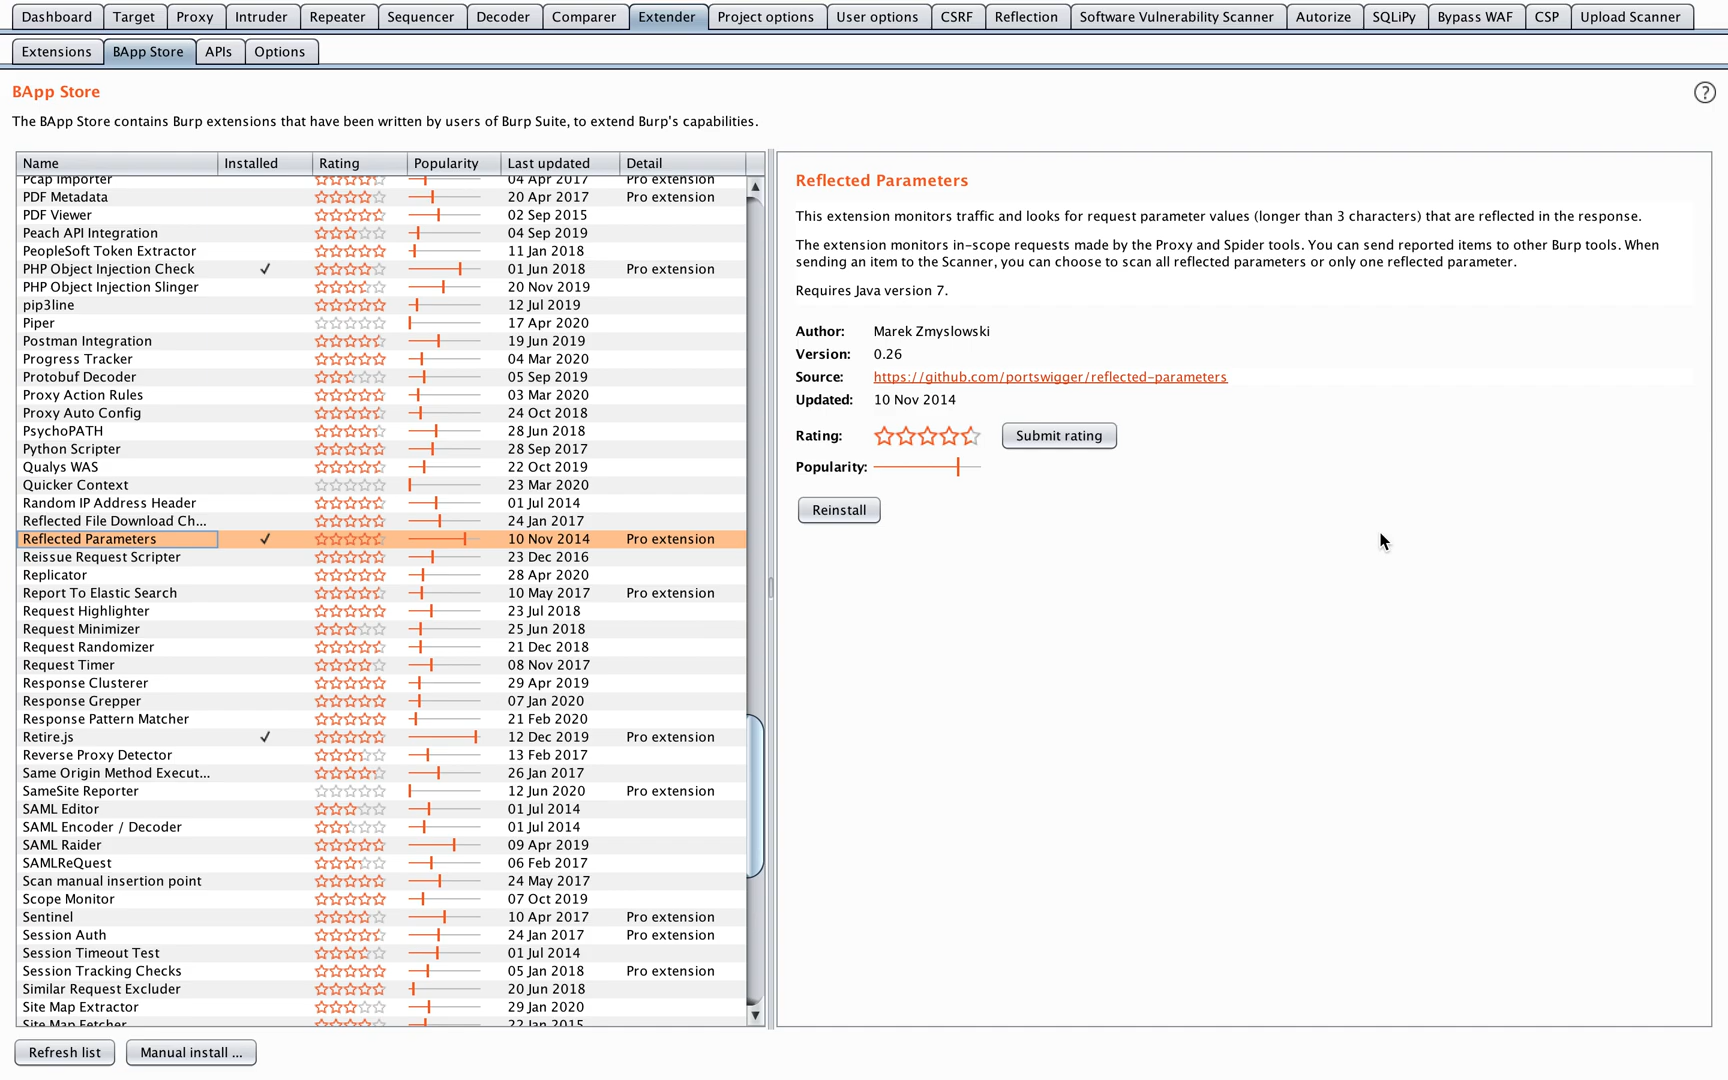 Dashboard Target Proxy Intruder Repeater Sequencer Decoder Comparer Extender Project options User options CSRF Reflection Software Vulnerability Scanner Autorize SQLiPy Bypass WAF CSP Upload Scanner
Extensions BApp Store APIs Options
BApp Store
?
The BApp Store contains Burp extensions that have been written by users of Burp Suite, to extend Burp's capabilities.
Name Installed Rating Popularity Last updated Detail
Pcap Importer 04 Apr 2017 Pro extension
PDF Metadata 20 Apr 2017 Pro extension
PDF Viewer 02 Sep 2015
Peach API Integration 04 Sep 2019
PeopleSoft Token Extractor 11 Jan 2018
PHP Object Injection Check ✓ 01 Jun 2018 Pro extension
PHP Object Injection Slinger 20 Nov 2019
pip3line 12 Jul 2019
Piper 17 Apr 2020
Postman Integration 19 Jun 2019
Progress Tracker 04 Mar 2020
Protobuf Decoder 05 Sep 2019
Proxy Action Rules 03 Mar 2020
Proxy Auto Config 24 Oct 2018
PsychoPATH 28 Jun 2018
Python Scripter 28 Sep 2017
Qualys WAS 22 Oct 2019
Quicker Context 23 Mar 2020
Random IP Address Header 01 Jul 2014
Reflected File Download Ch... 24 Jan 2017
Reflected Parameters ✓ 10 Nov 2014 Pro extension
Reissue Request Scripter 23 Dec 2016
Replicator 28 Apr 2020
Report To Elastic Search 10 May 2017 Pro extension
Request Highlighter 23 Jul 2018
Request Minimizer 25 Jun 2018
Request Randomizer 21 Dec 2018
Request Timer 08 Nov 2017
Response Clusterer 29 Apr 2019
Response Grepper 07 Jan 2020
Response Pattern Matcher 21 Feb 2020
Retire.js ✓ 12 Dec 2019 Pro extension
Reverse Proxy Detector 13 Feb 2017
Same Origin Method Execut... 26 Jan 2017
SameSite Reporter 12 Jun 2020 Pro extension
SAML Editor 01 Jul 2014
SAML Encoder / Decoder 01 Jul 2014
SAML Raider 09 Apr 2019
SAMLReQuest 06 Feb 2017
Scan manual insertion point 24 May 2017
Scope Monitor 07 Oct 2019
Sentinel 10 Apr 2017 Pro extension
Session Auth 24 Jan 2017 Pro extension
Session Timeout Test 01 Jul 2014
Session Tracking Checks 05 Jan 2018 Pro extension
Similar Request Excluder 20 Jun 2018
Site Map Extractor 29 Jan 2020
Site Map Fetcher 22 Jan 2015
Reflected Parameters
This extension monitors traffic and looks for request parameter values (longer than 3 characters) that are reflected in the response.
The extension monitors in-scope requests made by the Proxy and Spider tools. You can send reported items to other Burp tools. When
sending an item to the Scanner, you can choose to scan all reflected parameters or only one reflected parameter.
Requires Java version 7.
Author: Marek Zmyslowski
Version: 0.26
Source: https://github.com/portswigger/reflected-parameters
Updated: 10 Nov 2014
Rating: Submit rating
Popularity:
Reinstall
Refresh list Manual install ...